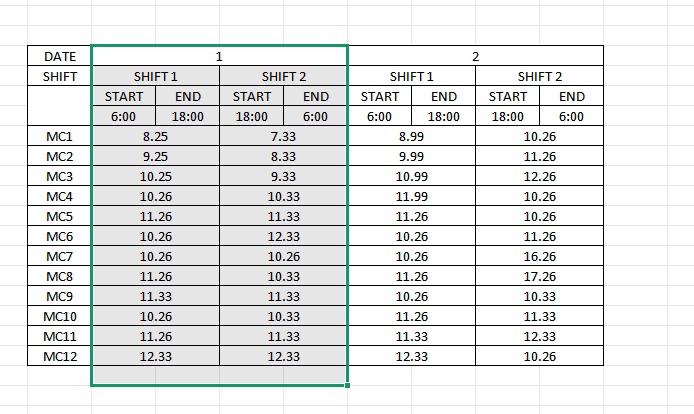 DATE 1 2
SHIFT SHIFT 1 SHIFT 2 SHIFT 1 SHIFT 2
START END START END START END START END
6:00 18:00 18:00 6:00 6:00 18:00 18:00 6:00
MC1 8.25 7.33 8.99 10.26
MC2 9.25 8.33 9.99 11.26
MC3 10.25 9.33 10.99 12.26
MC4 10.26 10.33 11.99 10.26
MC5 11.26 11.33 11.26 10.26
MC6 10.26 12.33 10.26 11.26
MC7 10.26 10.26 10.26 16.26
MC8 11.26 10.33 11.26 17.26
MC9 11.33 11.33 10.26 10.33
MC10 10.26 10.33 11.26 11.33
MC11 11.26 11.33 11.33 12.33
MC12 12.33 12.33 12.33 10.26